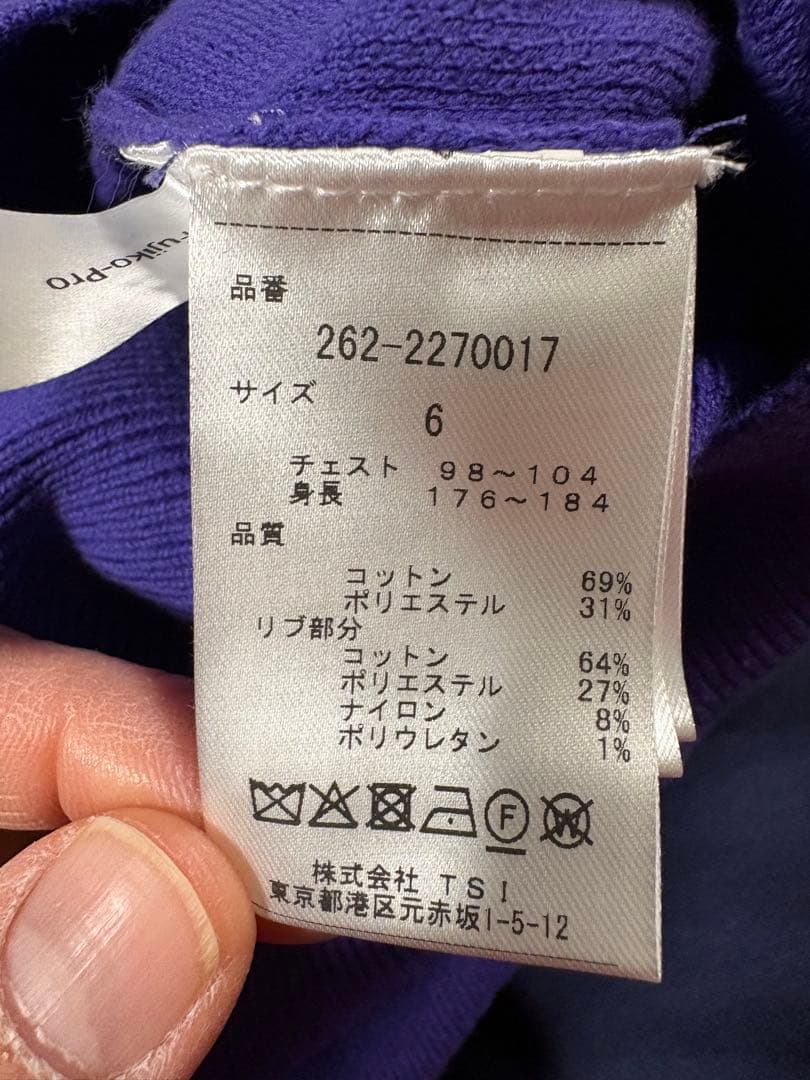 Fujiko-Pro
品番
262-2270017
サイズ
6
チェスト 98～104
身長 176～184
品質
コットン 69%
ポリエステル 31%
リブ部分
コットン 64%
ポリエステル 27%
ナイロン 8%
ポリウレタン 1%
F W
株式会社 TSI
東京都港区元赤坂1-5-12